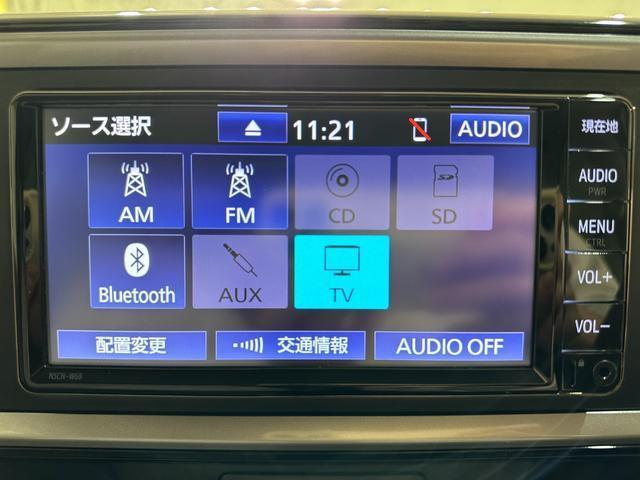 ソース選択
11:21
AUDIO
現在地
AM
FM
CD
SD
AUDIO
PWR
MENU
CTRL
Bluetooth
AUX
TV
VOL+
VOL-
配置変更
交通情報
AUDIO OFF
NSCN-W68